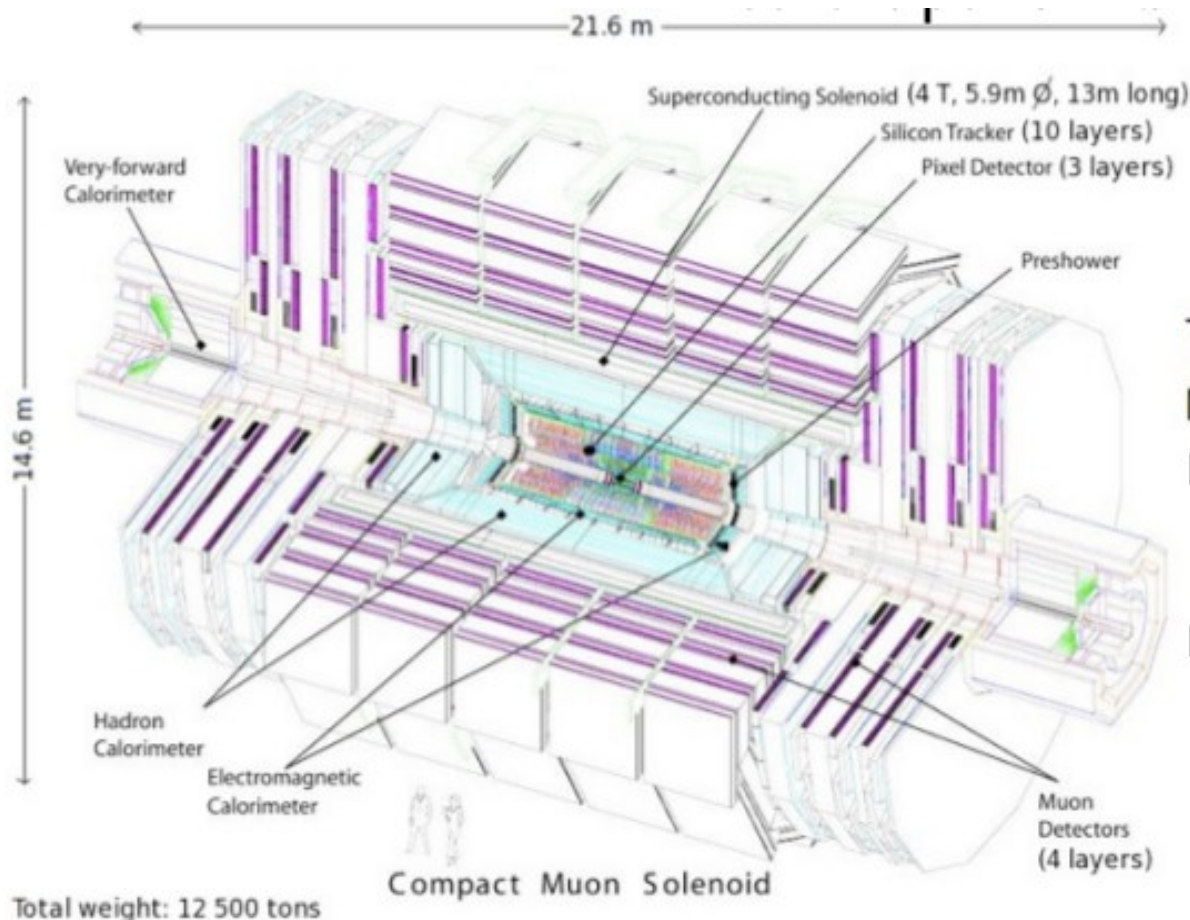 21.6 m
Superconducting Solenoid (4 T, 5.9m Ø, 13m long)
Silicon Tracker (10 layers)
Pixel Detector (3 layers)
Very-forward
Calorimeter
Preshower
14.6 m
Hadron
Calorimeter
Electromagnetic
Calorimeter
Muon
Detectors
(4 layers)
Compact Muon Solenoid
Total weight: 12 500 tons